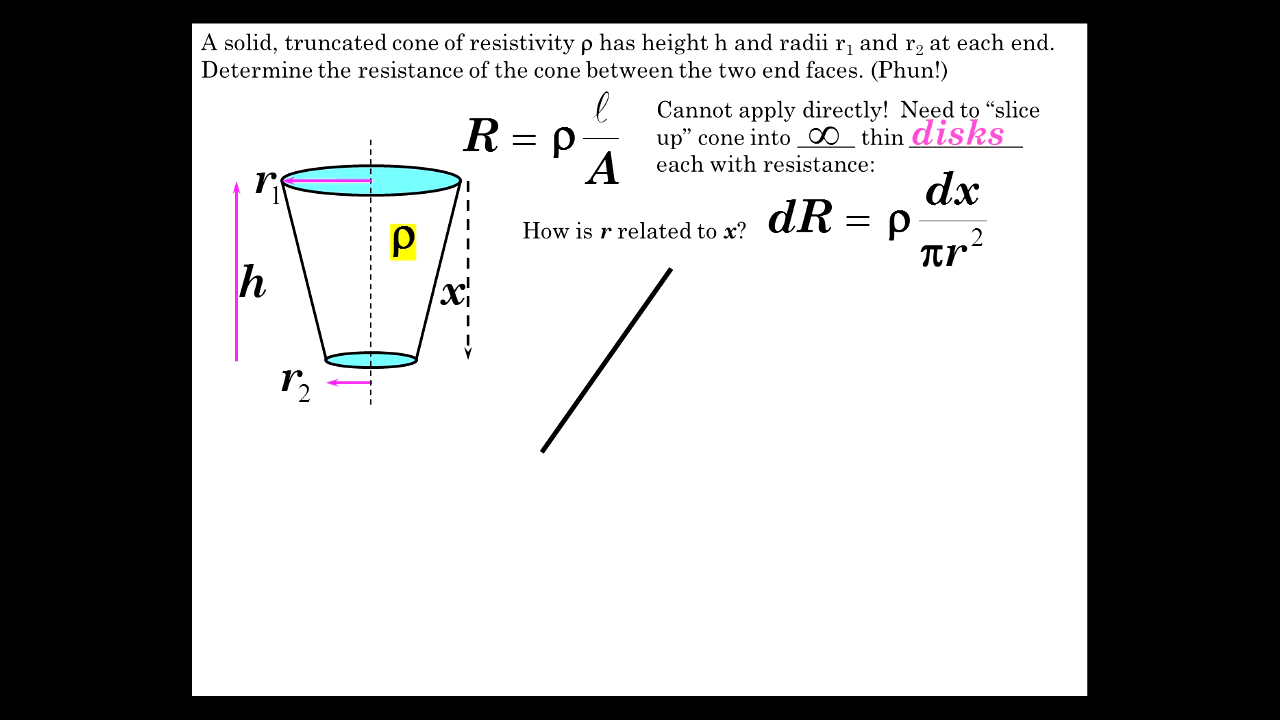 A solid, truncated cone of resistivity ρ has height h and radii r₁ and r₂ at each end.
Determine the resistance of the cone between the two end faces. (Phun!)
R = ρ ℓ/A
Cannot apply directly! Need to “slice
up” cone into ∞ thin disks
each with resistance:
dR = ρ dx/πr²
How is r related to x?
r₁
ρ
h
x
r₂